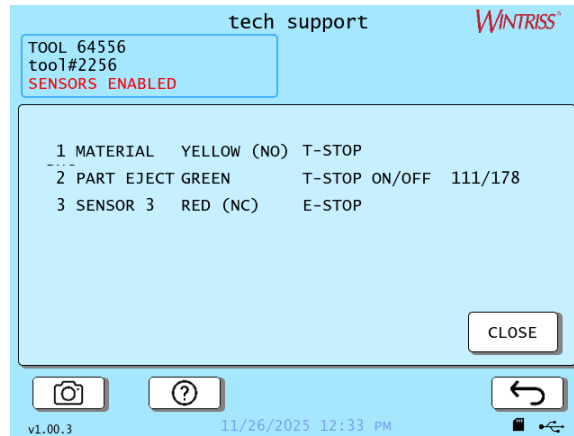 tech support
WINTRISS®
TOOL 64556
tool#2256
SENSORS ENABLED
1 MATERIAL YELLOW (NO) T-STOP
2 PART EJECT GREEN T-STOP ON/OFF 111/178
3 SENSOR 3 RED (NC) E-STOP
CLOSE
?
v1.00.3 11/26/2025 12:33 PM